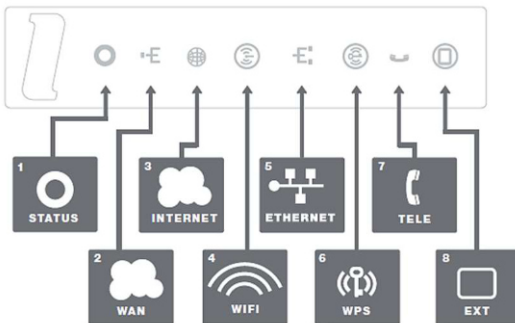 1
STATUS
3
INTERNET
5
ETHERNET
7
TELE
2
WAN
4
WIFI
6
WPS
8
EXT